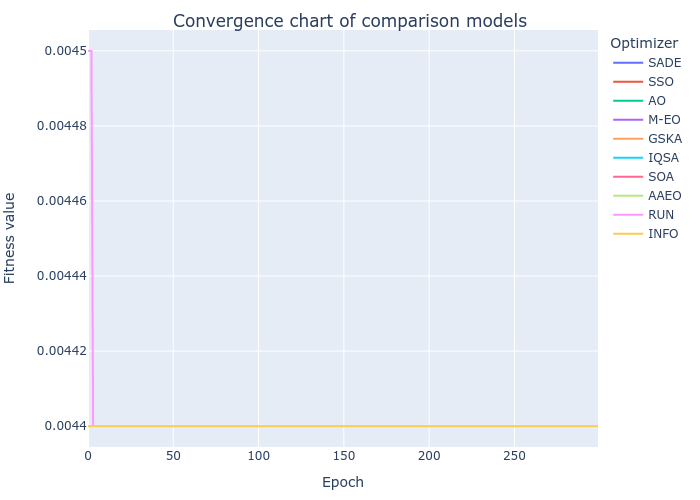 Convergence chart of comparison models
Fitness value
0.0045
0.00448
0.00446
0.00444
0.00442
0.0044
0 50 100 150 200 250
Epoch
Optimizer
SADE
SSO
AO
M-EO
GSKA
IQSA
SOA
AAEO
RUN
INFO